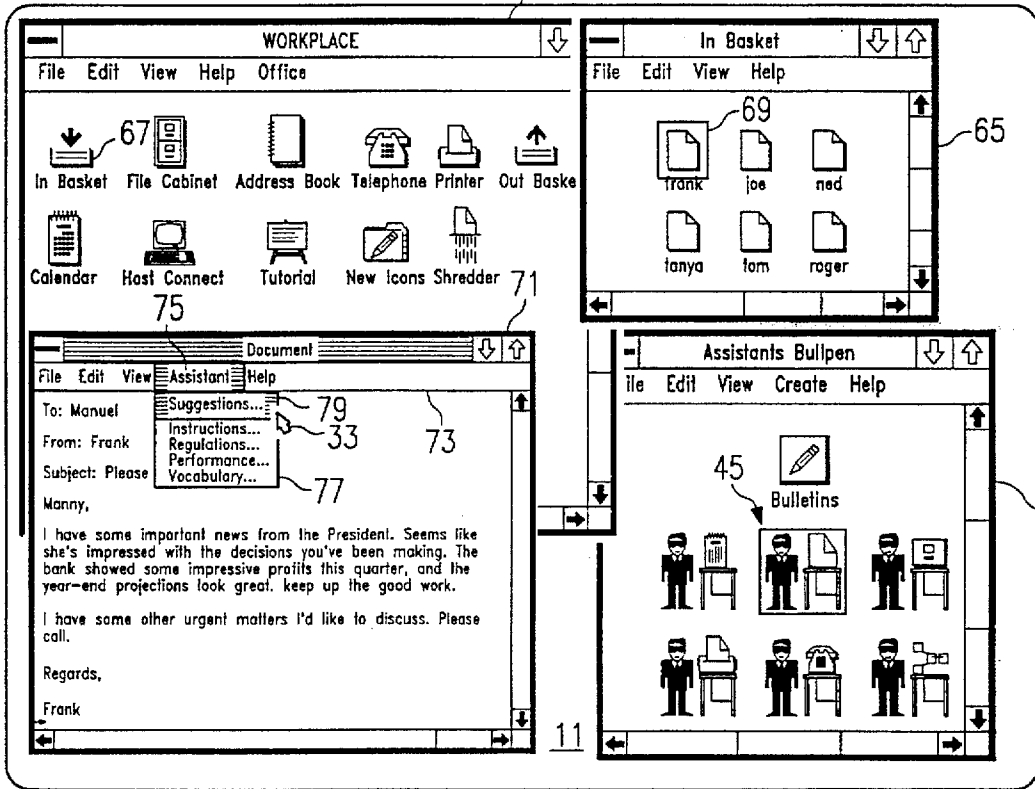 WORKPLACE
File Edit View Help Office
67
In Basket File Cabinet Address Book Telephone Printer Out Baske
Calendar Host Connect Tutorial New Icons Shredder
In Basket
File Edit View Help
69
65
frank joe ned
tanya tom roger
75
71
Document
File Edit View Assistant Help
Suggestions...
Instructions...
Regulations...
Performance...
Vocabulary...
79
33
73
77
To: Manuel
From: Frank
Subject: Please
Manny,
I have some important news from the President. Seems like
she's impressed with the decisions you've been making. The
bank showed some impressive profits this quarter, and the
year-end projections look great. keep up the good work.
I have some other urgent matters I'd like to discuss. Please
call.
Regards,
Frank
11
Assistants Bullpen
ile Edit View Create Help
45
Bulletins